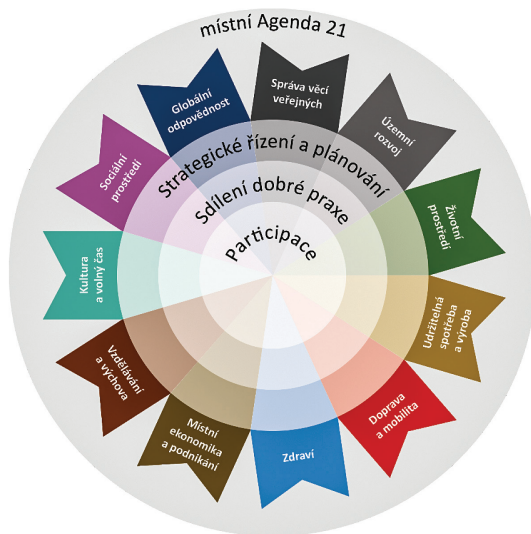 místní Agenda 21
Správa věcí
veřejných
Územní
rozvoj
Životní
prostředí
Udržitelná
spotřeba
a výroba
Doprava
a mobilita
Zdraví
Místní
ekonomika
a podnikání
Vzdělávání
a výchova
Kultura
a volný čas
Sociální
prostředí
Globální
odpovědnost
Strategické řízení a plánování
Sdílení dobré praxe
Participace